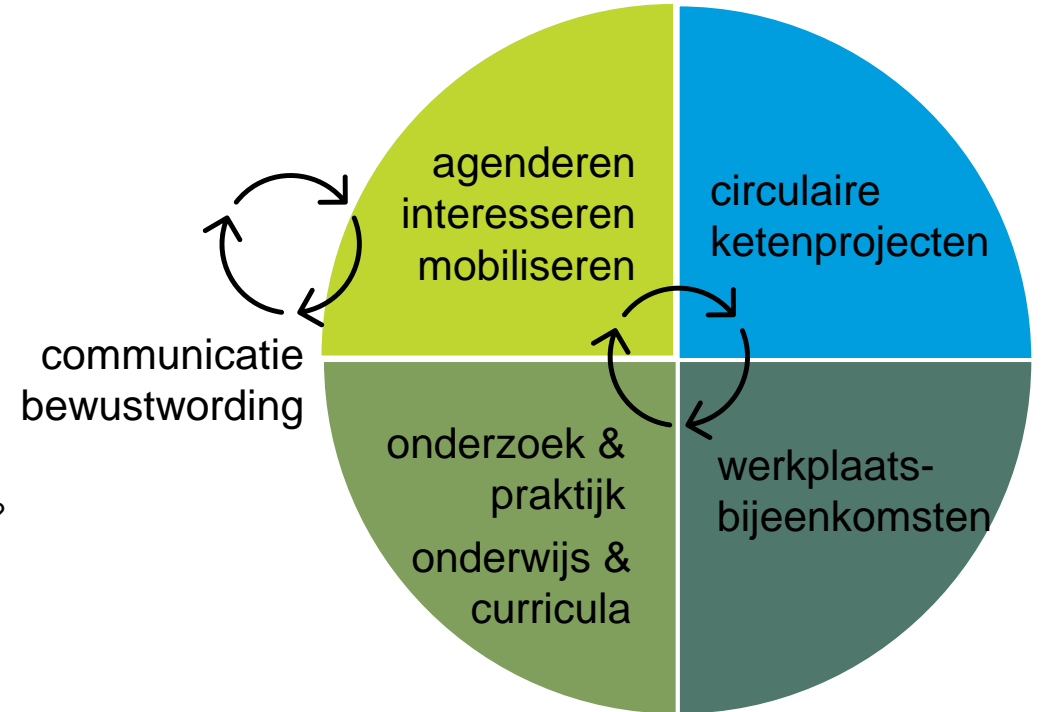 agenderen
interesseren
mobiliseren
circulaire
ketenprojecten
communicatie
bewustwording
onderzoek &
praktijk
onderwijs &
curricula
werkplaats-
bijeenkomsten